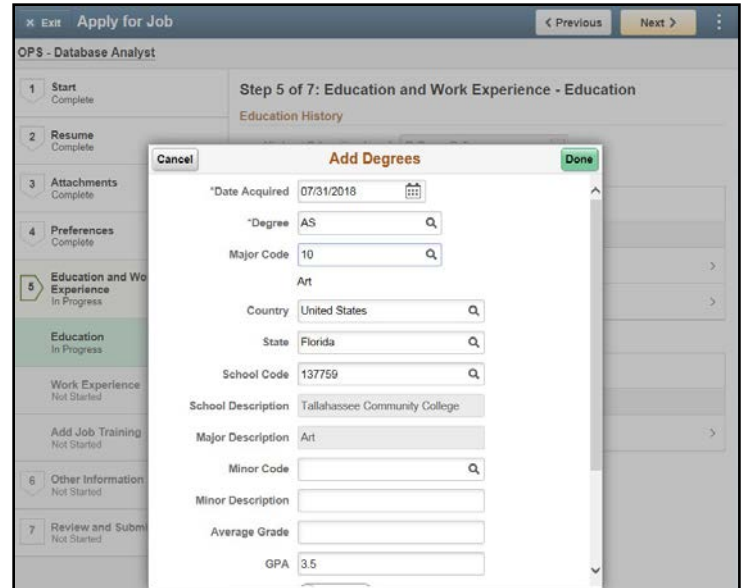 × Exit Apply for Job < Previous Next >
OPS - Database Analyst
1 Start
Complete
2 Resume
Complete
3 Attachments
Complete
4 Preferences
Complete
5 Education and Wo
Experience
In Progress
Education
In Progress
Work Experience
Not Started
Add Job Training
Not Started
6 Other Information
Not Started
7 Review and Submi
Not Started
Step 5 of 7: Education and Work Experience - Education
Education History
Cancel Add Degrees Done
*Date Acquired 07/31/2018
*Degree AS
Major Code 10
Art
Country United States
State Florida
School Code 137759
School Description Tallahassee Community College
Major Description Art
Minor Code
Minor Description
Average Grade
GPA 3.5